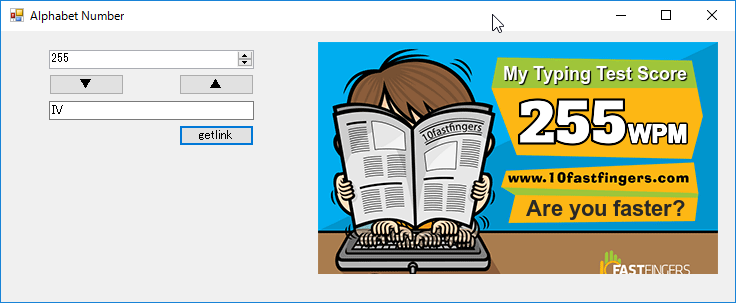 Alphabet Number
255
▼ ▲
IV
getlink
My Typing Test Score
255WPM
10fastfingers
www.10fastfingers.com
Are you faster?
FASTFINGERS